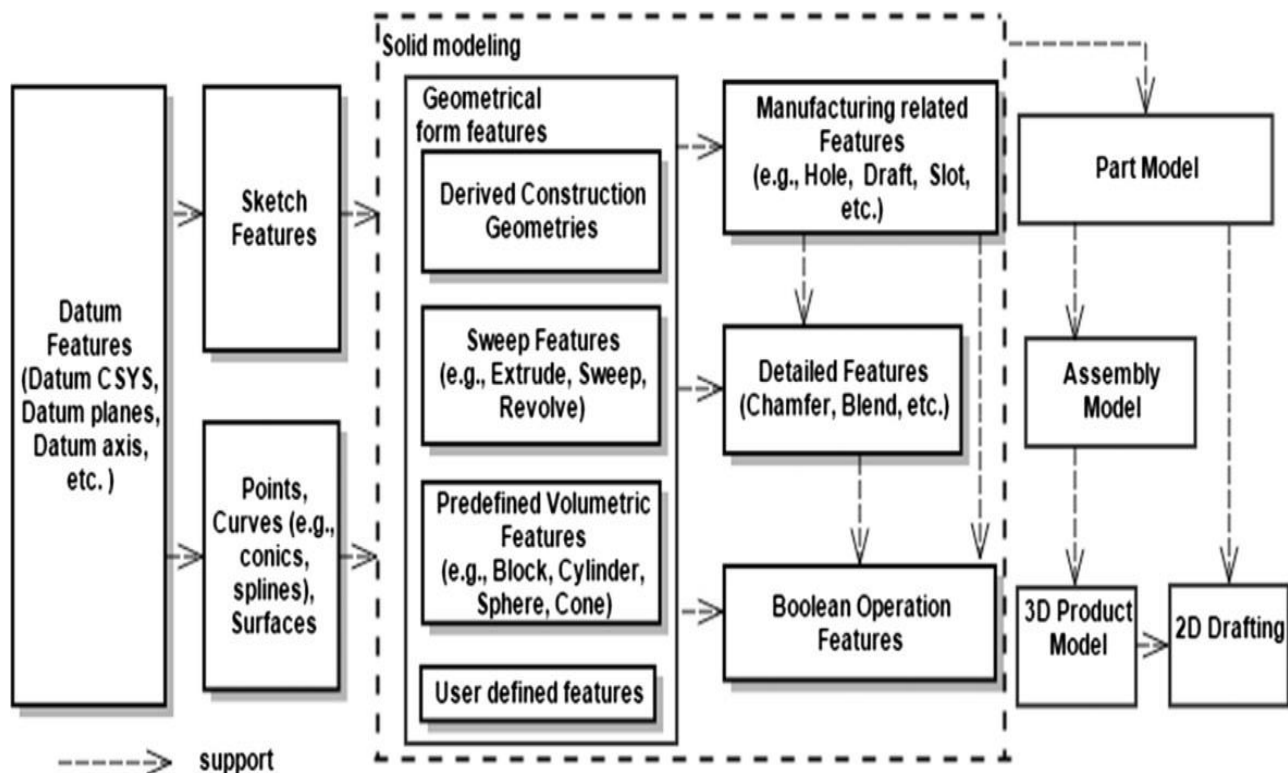 Solid modeling
Datum
Features
(Datum CSYS,
Datum planes,
Datum axis,
etc. )
Sketch
Features
Points,
Curves (e.g.,
conics,
splines),
Surfaces
Geometrical
form features
Derived Construction
Geometries
Sweep Features
(e.g., Extrude, Sweep,
Revolve)
Predefined Volumetric
Features
(e.g., Block, Cylinder,
Sphere, Cone)
User defined features
Manufacturing related
Features
(e.g., Hole, Draft, Slot,
etc.)
Detailed Features
(Chamfer, Blend, etc.)
Boolean Operation
Features
Part Model
Assembly
Model
3D Product
Model
2D Drafting
support